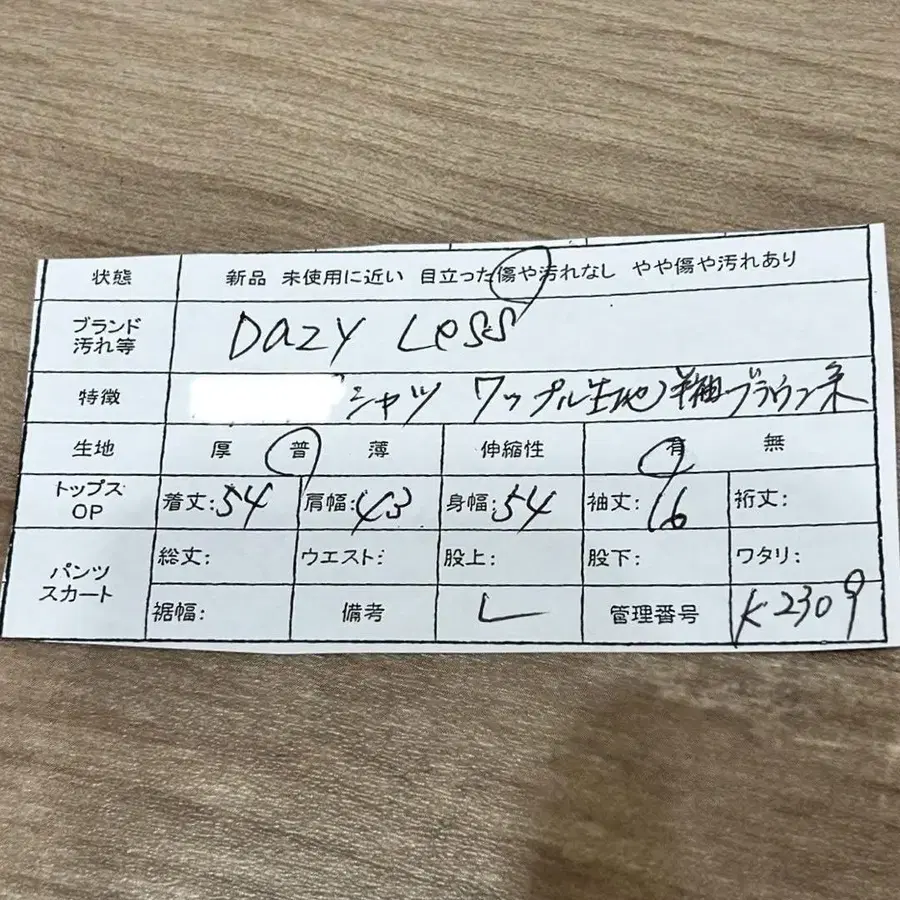 状態 新品 未使用に近い 目立った傷や汚れなし やや傷や汚れあり
ブランド
汚れ等 DAZY Less
特徴 シャツ ワッフル生地 半袖 ブラウン系
生地 厚 普 薄 伸縮性 有 無
トップス
OP 着丈:54 肩幅:43 身幅:54 袖丈:16 裄丈:
パンツ
スカート 総丈: ウエスト: 股上: 股下: ワタリ:
裾幅: 備考 L 管理番号 K2309